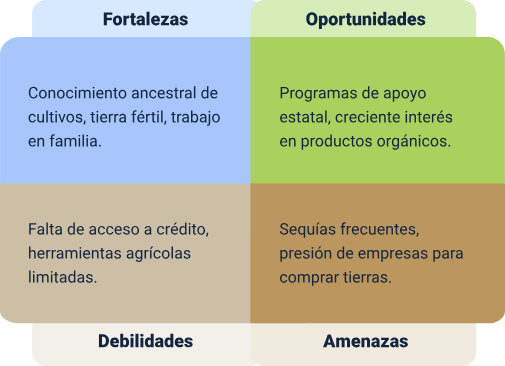 Fortalezas
Oportunidades
Conocimiento ancestral de
cultivos, tierra fértil, trabajo
en familia.
Programas de apoyo
estatal, creciente interés
en productos orgánicos.
Falta de acceso a crédito,
herramientas agrícolas
limitadas.
Sequías frecuentes,
presión de empresas para
comprar tierras.
Debilidades
Amenazas